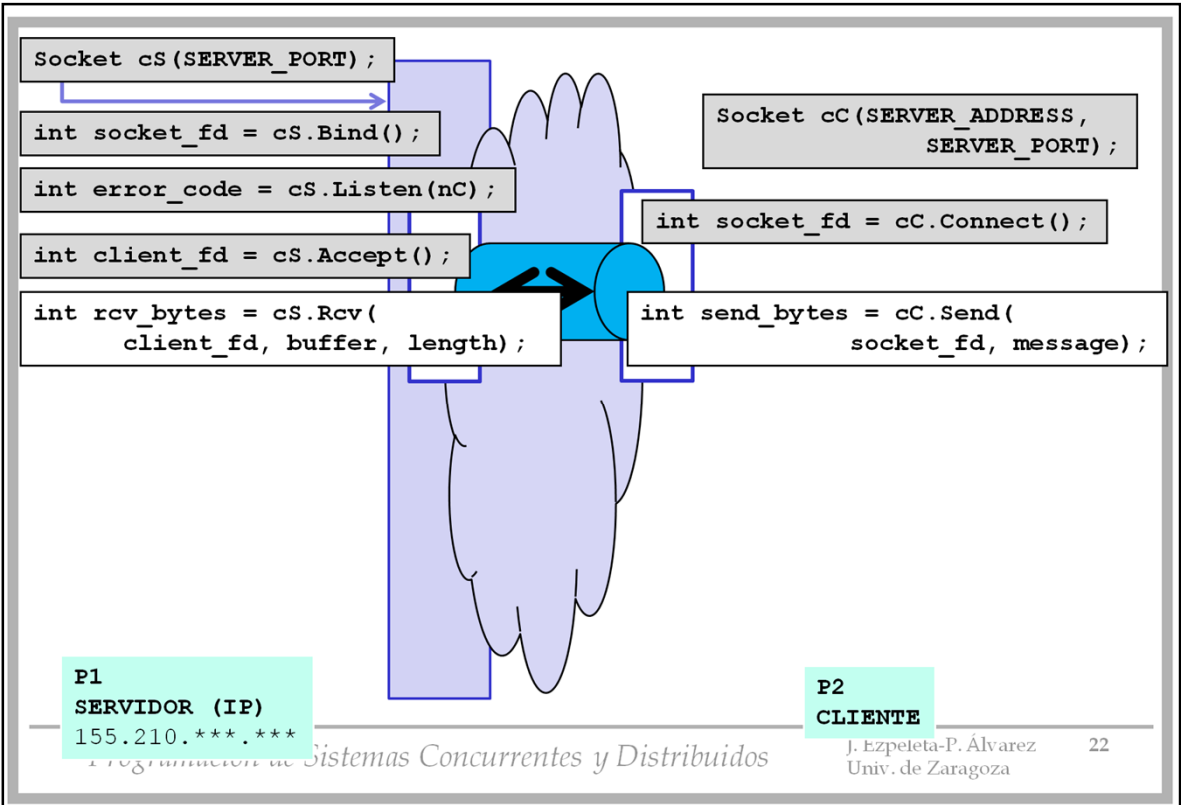 Socket cS(SERVER_PORT);
int socket_fd = cS.Bind();
int error_code = cS.Listen(nC);
int client_fd = cS.Accept();
int rcv_bytes = cS.Rcv(
client_fd, buffer, length);
Socket cC(SERVER_ADDRESS,
SERVER_PORT);
int socket_fd = cC.Connect();
int send_bytes = cC.Send(
socket_fd, message);
P1
SERVIDOR (IP)
155.210.***.***
P2
CLIENTE
Programación de Sistemas Concurrentes y Distribuidos
J. Ezpeleta-P. Álvarez
Univ. de Zaragoza
22